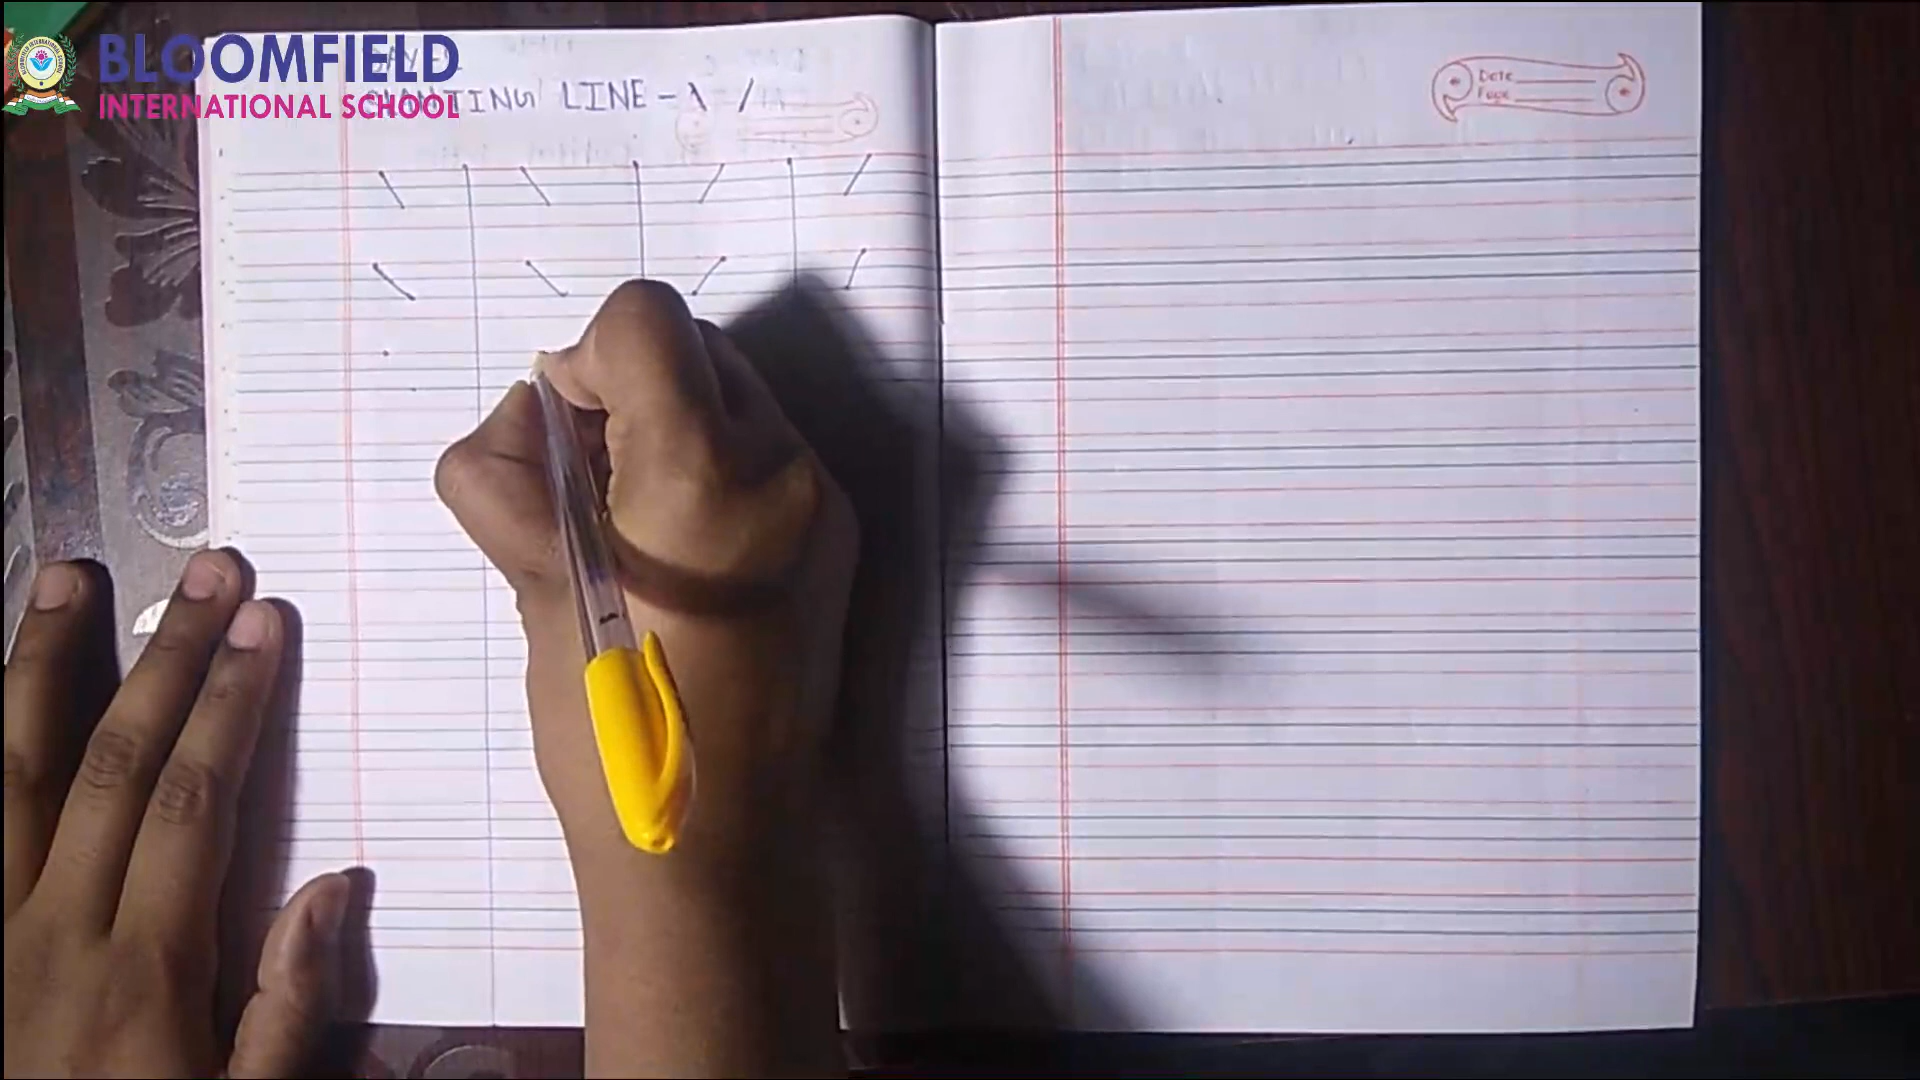 BLOOMFIELD
INTERNATIONAL SCHOOL
LINE - \ /
Date
Page